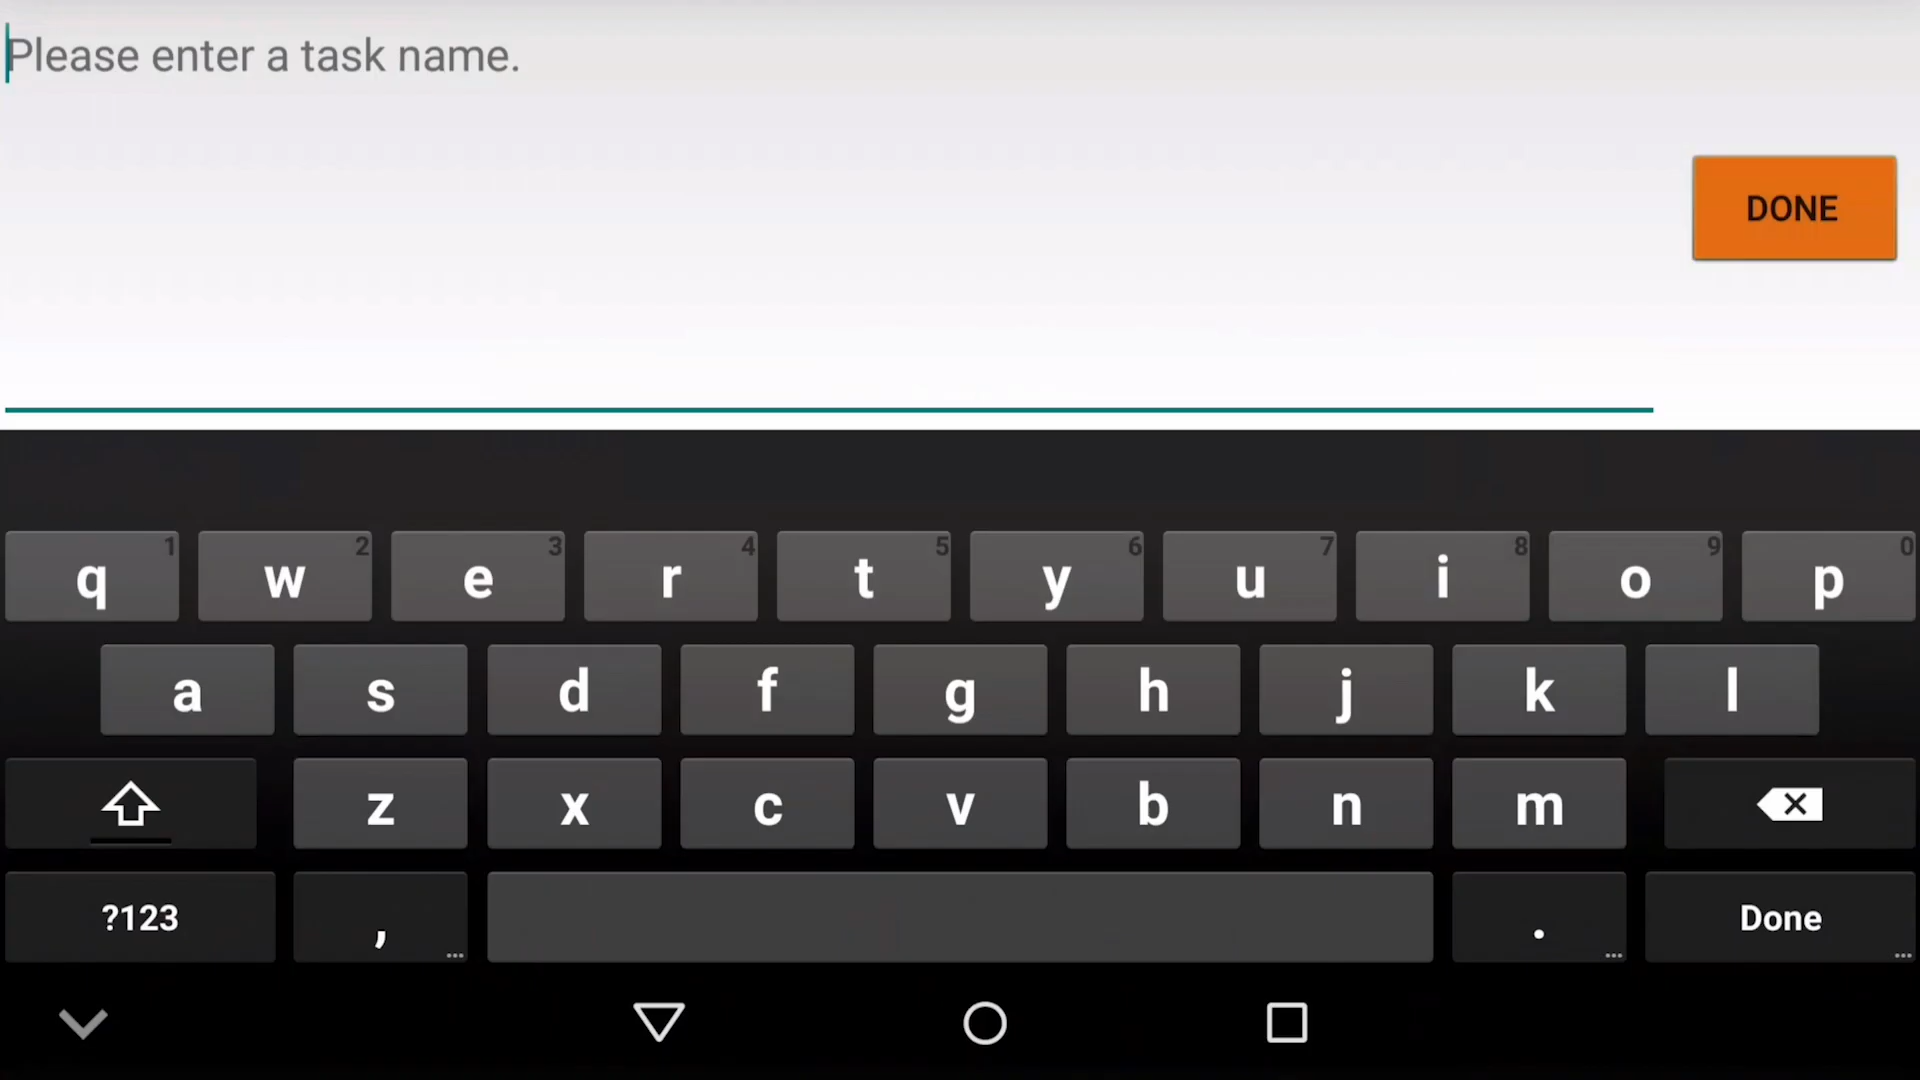 Please enter a task name.
DONE
q 1 w 2 e 3 r 4 t 5 y 6 u 7 i 8 o 9 p 0
a s d f g h j k l
z x c v b n m
?123 , ... . ... Done ...